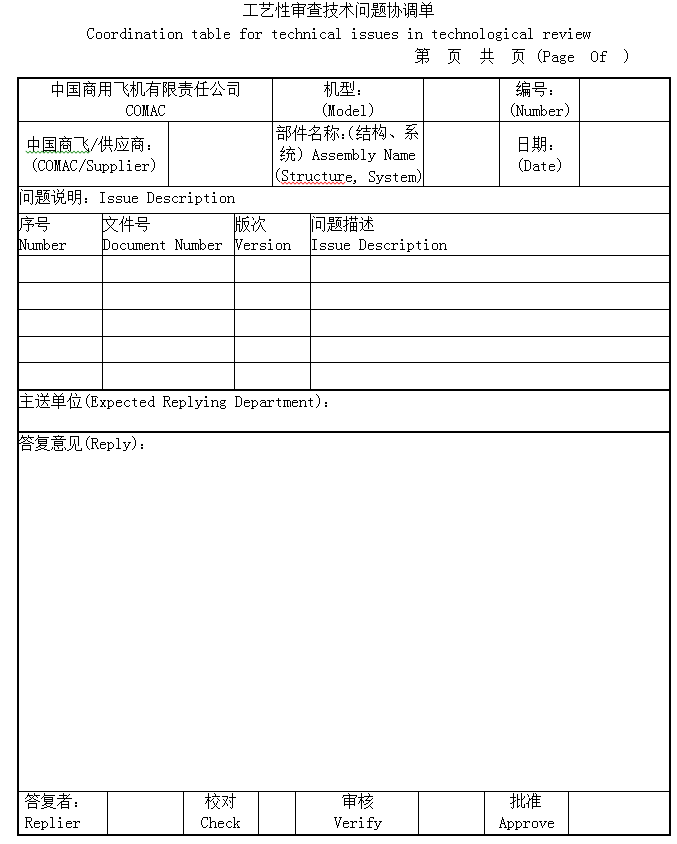 工艺性审查技术问题协调单
Coordination table for technical issues in technological review
第 页 共 页 (Page Of )
中国商用飞机有限责任公司
COMAC
机型：
(Model)
编号：
(Number)
中国商飞/供应商：
(COMAC/Supplier)
部件名称：(结构、系
统) Assembly Name
(Structure, System)
日期：
(Date)
问题说明：Issue Description
序号
Number
文件号
Document Number
版次
Version
问题描述
Issue Description
主送单位(Expected Replying Department)：
答复意见(Reply)：
答复者：
Replier
校对
Check
审核
Verify
批准
Approve